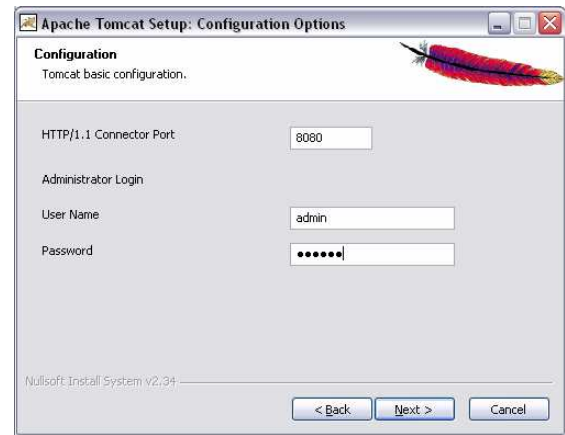 Apache Tomcat Setup: Configuration Options
Configuration
Tomcat basic configuration.
HTTP/1.1 Connector Port
8080
Administrator Login
User Name
admin
Password
●●●●●●
Nullsoft Install System v2.34
< Back
Next >
Cancel